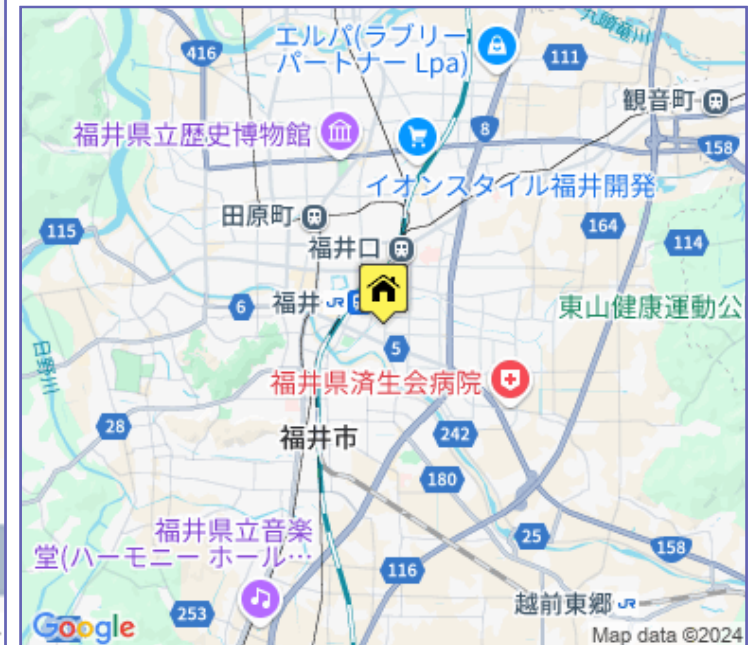 416
エルパ(ラブリー
パートナー Lpa)
111
九頭竜川
観音町
8
福井県立歴史博物館
158
イオンスタイル福井開発
田原町
115
164
福井口
114
福井 JR
6
東山健康運動公
日野川
5
福井県済生会病院
28
242
福井市
180
福井県立音楽
堂(ハーモニー ホール…
25
158
116
越前東郷 JR
253
Google
Map data ©2024